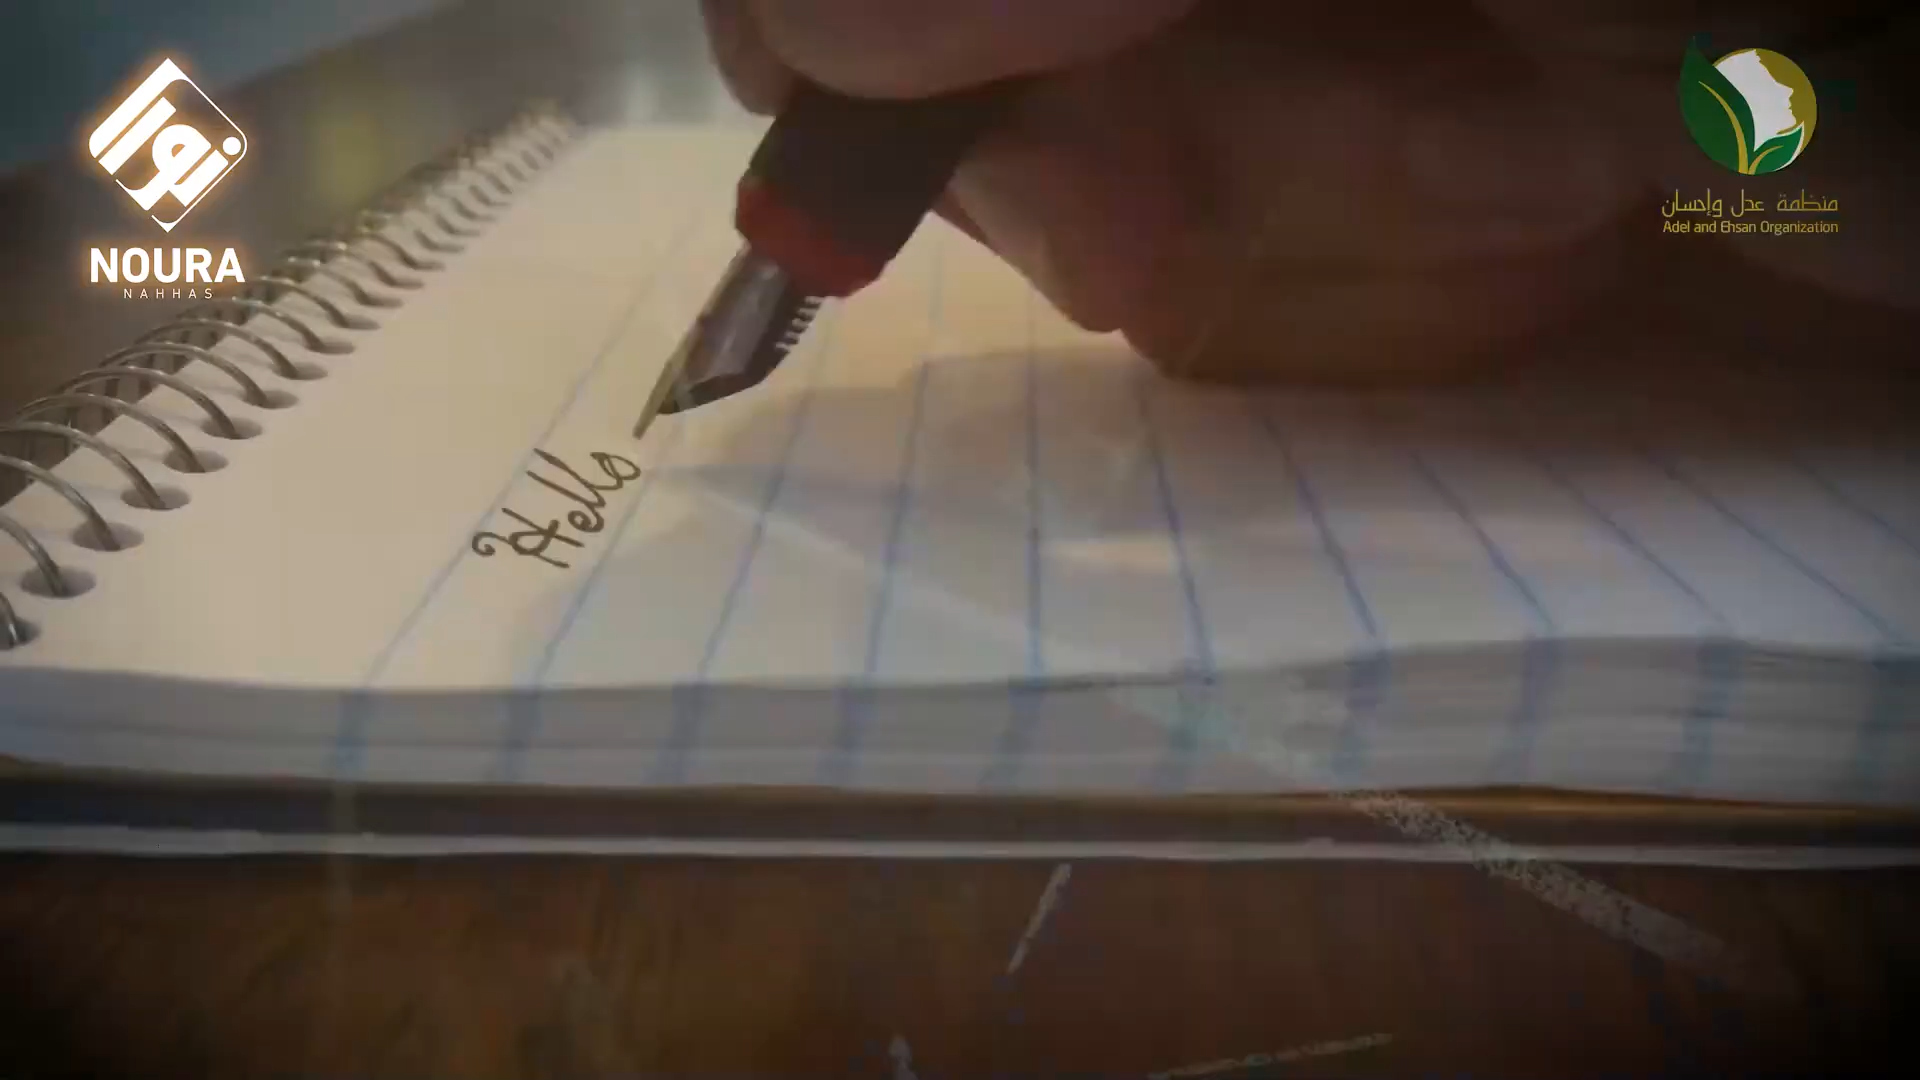 نورا
NOURA
NAHHAS
منظمة عدل وإحسان
Adel and Ehsan Organization
Hello